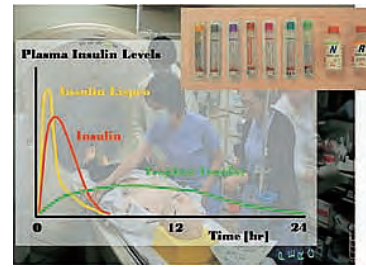 Plasma Insulin Levels
Insulin Lispro
Insulin
0
12
24
Time [hr]
N
R